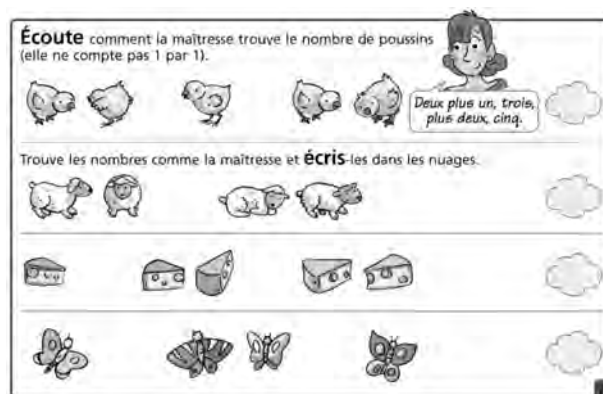 Écoute comment la maîtresse trouve le nombre de poussins
(elle ne compte pas 1 par 1).
Deux plus un, trois,
plus deux, cinq.
Trouve les nombres comme la maîtresse et écris-les dans les nuages.